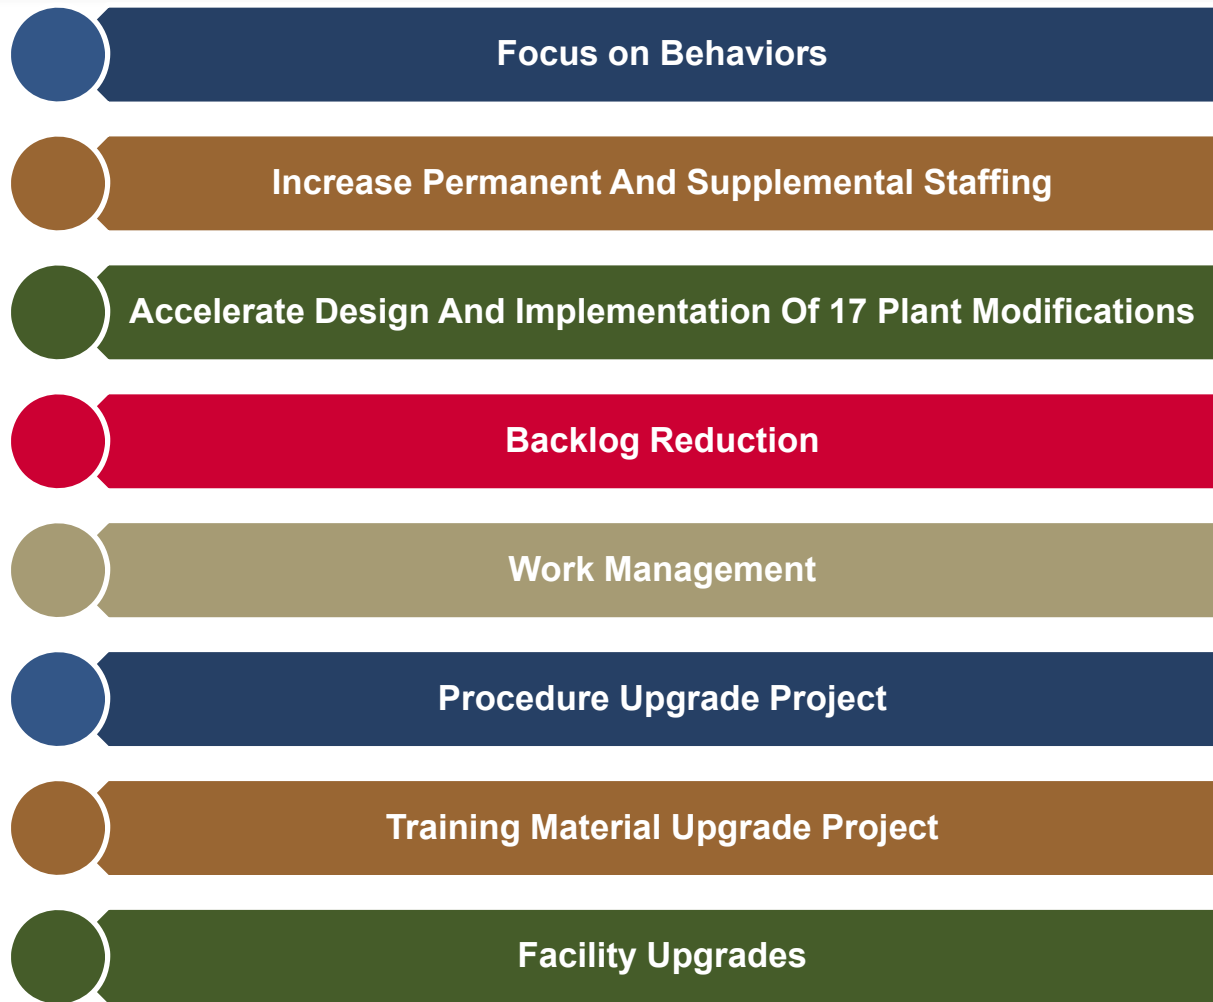 Focus on Behaviors
Increase Permanent And Supplemental Staffing
Accelerate Design And Implementation Of 17 Plant Modifications
Backlog Reduction
Work Management
Procedure Upgrade Project
Training Material Upgrade Project
Facility Upgrades